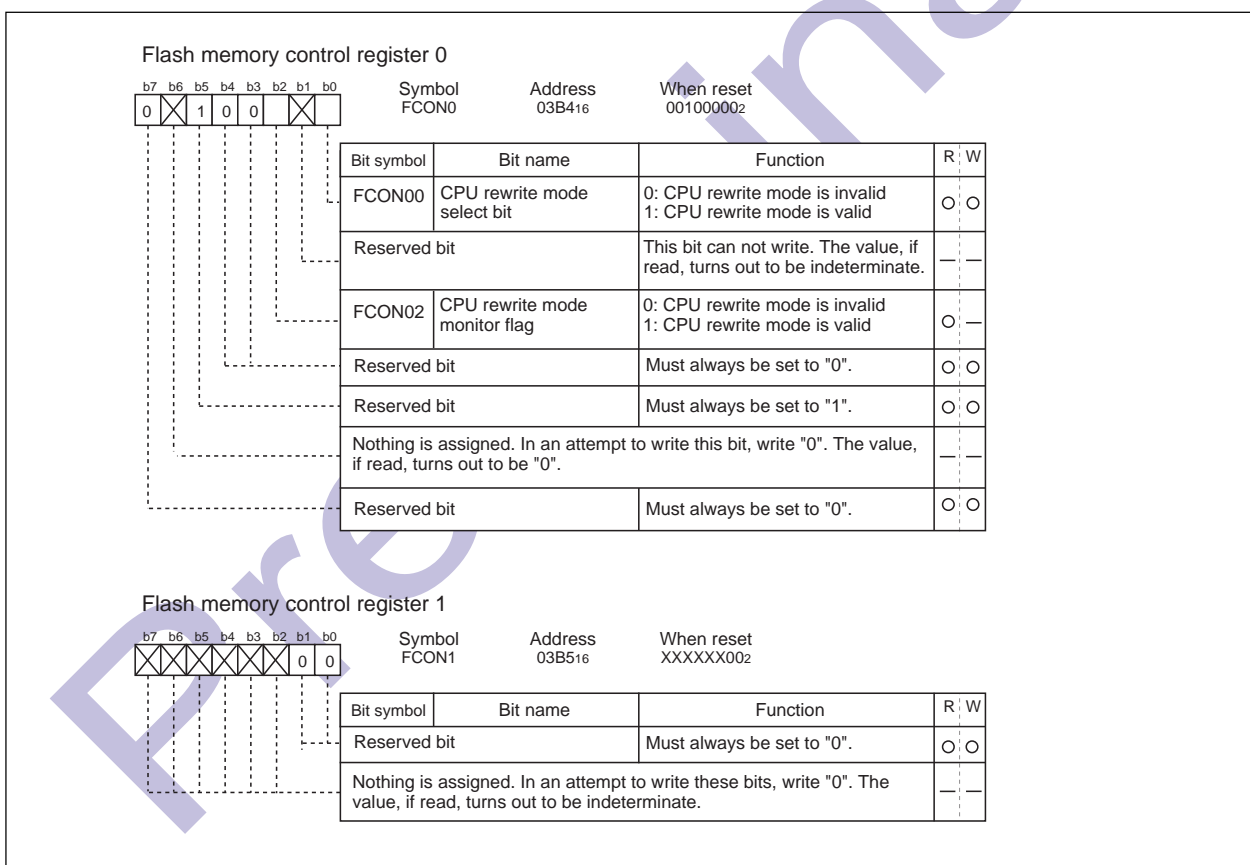 Flash memory control register 0
b7 b6 b5 b4 b3 b2 b1 b0
Symbol Address When reset
FCON0 03B416 001000002
0 1 0 0
Bit symbol Bit name Function R W
FCON00 CPU rewrite mode select bit 0: CPU rewrite mode is invalid
1: CPU rewrite mode is valid
Reserved bit This bit can not write. The value, if
read, turns out to be indeterminate.
FCON02 CPU rewrite mode monitor flag 0: CPU rewrite mode is invalid
1: CPU rewrite mode is valid
Reserved bit Must always be set to "0".
Reserved bit Must always be set to "1".
Nothing is assigned. In an attempt to write this bit, write "0". The value,
if read, turns out to be "0".
Reserved bit Must always be set to "0".
Flash memory control register 1
b7 b6 b5 b4 b3 b2 b1 b0
Symbol Address When reset
FCON1 03B516 XXXXXX002
0 0
Bit symbol Bit name Function R W
Reserved bit Must always be set to "0".
Nothing is assigned. In an attempt to write these bits, write "0". The
value, if read, turns out to be indeterminate.